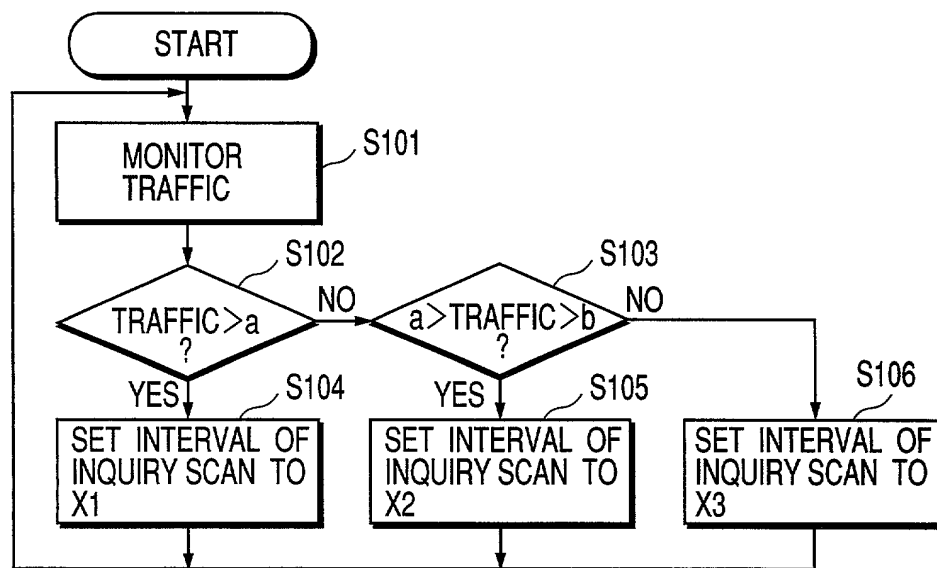 START
MONITOR
TRAFFIC
S101
S102
TRAFFIC>a
?
NO
YES
S103
a>TRAFFIC>b
?
NO
YES
S104
SET INTERVAL OF
INQUIRY SCAN TO
X1
S105
SET INTERVAL OF
INQUIRY SCAN TO
X2
S106
SET INTERVAL OF
INQUIRY SCAN TO
X3